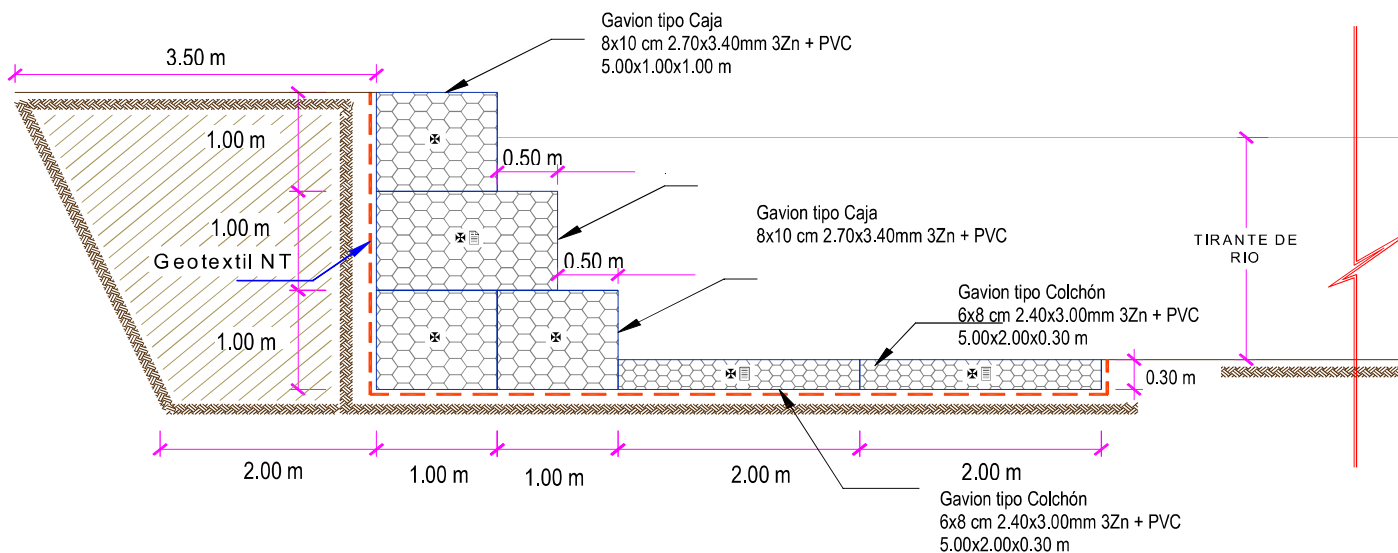 Gavion tipo Caja
8x10 cm 2.70x3.40mm 3Zn + PVC
5.00x1.00x1.00 m
3.50 m
1.00 m
0.50 m
1.00 m
Gavion tipo Caja
8x10 cm 2.70x3.40mm 3Zn + PVC
Geotextil NT
0.50 m
TIRANTE DE
RIO
Gavion tipo Colchón
6x8 cm 2.40x3.00mm 3Zn + PVC
5.00x2.00x0.30 m
1.00 m
0.30 m
2.00 m
1.00 m
1.00 m
2.00 m
2.00 m
Gavion tipo Colchón
6x8 cm 2.40x3.00mm 3Zn + PVC
5.00x2.00x0.30 m